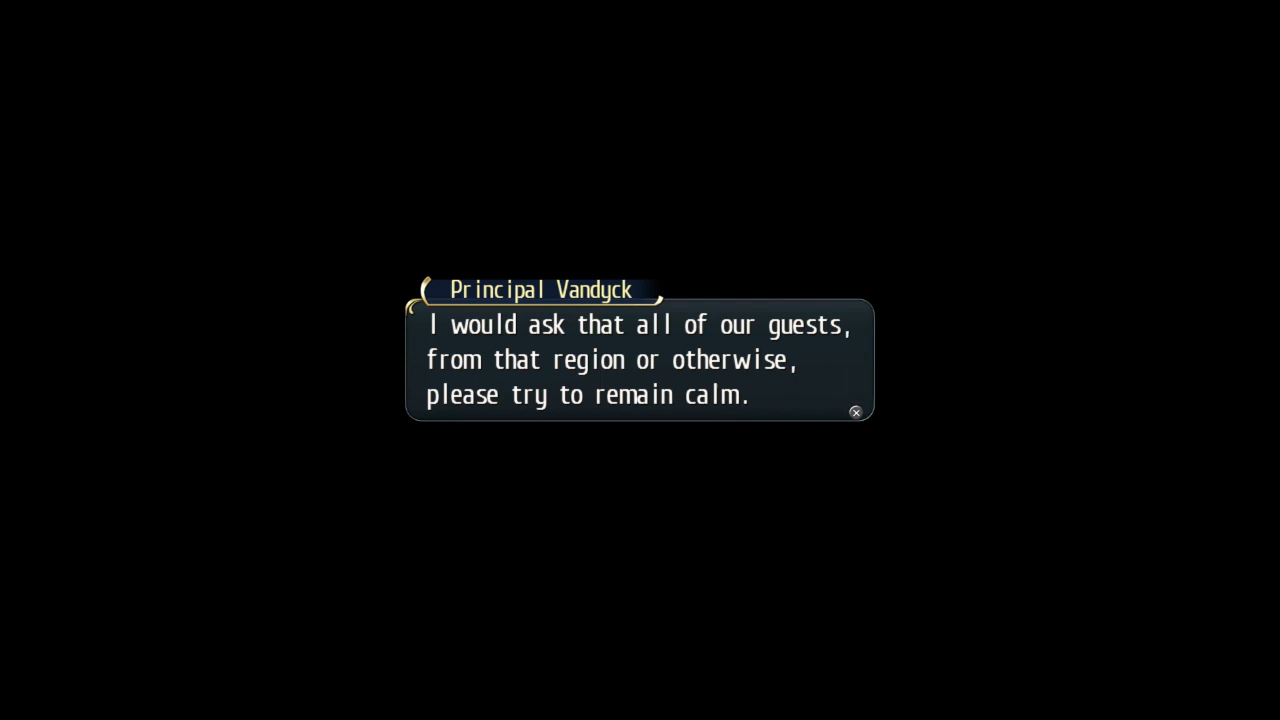 Principal Vandyck
I would ask that all of our guests,
from that region or otherwise,
please try to remain calm.